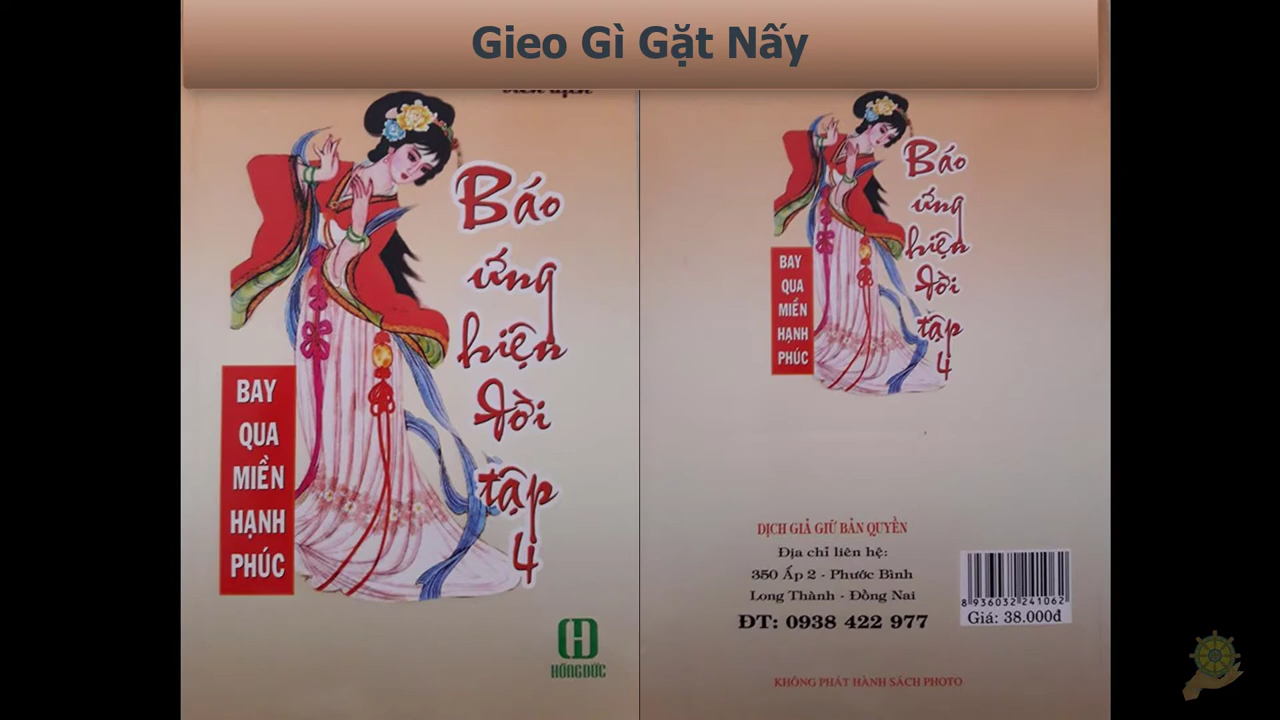 Gieo Gì Gặt Nấy
Báo
ứng
hiện
đời
tập
4
BAY
QUA
MIỀN
HẠNH
PHÚC
HỒNG ĐỨC
Báo
ứng
hiện
đời
tập
4
BAY
QUA
MIỀN
HẠNH
PHÚC
DỊCH GIẢ GIỮ BẢN QUYỀN
Địa chỉ liên hệ:
350 Ấp 2 - Phước Bình
Long Thành - Đồng Nai
ĐT: 0938 422 977
8 936032 241062
Giá: 38.000đ
KHÔNG PHÁT HÀNH SÁCH PHOTO